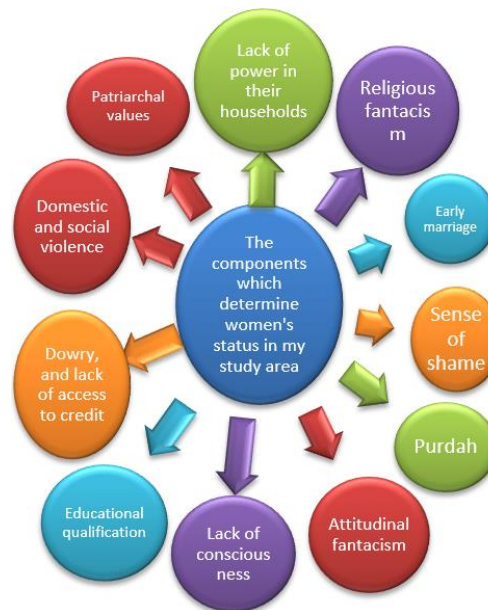 The
components
which
determine
women's
status in my
study area
Lack of
power in
their
households
Religious
fantacis
m
Early
marriage
Sense
of
shame
Purdah
Attitudinal
fantacism
Lack of
conscious
ness
Educational
qualification
Dowry,
and lack
of access
to credit
Domestic
and social
violence
Patriarchal
values